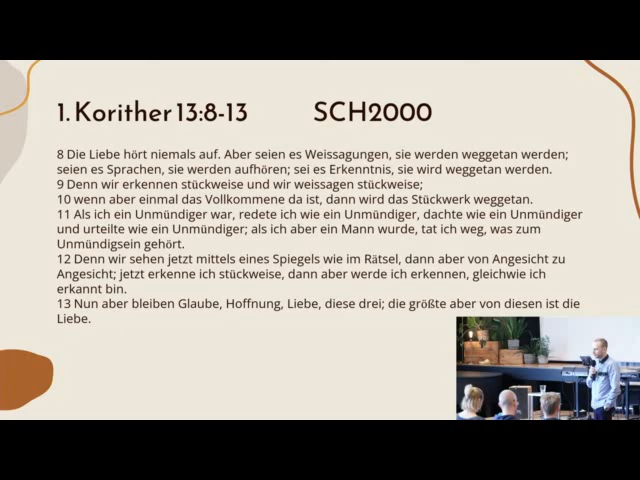 1. Korither 13:8-13 SCH2000
8 Die Liebe hört niemals auf. Aber seien es Weissagungen, sie werden weggetan werden;
seien es Sprachen, sie werden aufhören; sei es Erkenntnis, sie wird weggetan werden.
9 Denn wir erkennen stückweise und wir weissagen stückweise;
10 wenn aber einmal das Vollkommene da ist, dann wird das Stückwerk weggetan.
11 Als ich ein Unmündiger war, redete ich wie ein Unmündiger, dachte wie ein Unmündiger
und urteilte wie ein Unmündiger; als ich aber ein Mann wurde, tat ich weg, was zum
Unmündigsein gehört.
12 Denn wir sehen jetzt mittels eines Spiegels wie im Rätsel, dann aber von Angesicht zu
Angesicht; jetzt erkenne ich stückweise, dann aber werde ich erkennen, gleichwie ich
erkannt bin.
13 Nun aber bleiben Glaube, Hoffnung, Liebe, diese drei; die größte aber von diesen ist die
Liebe.